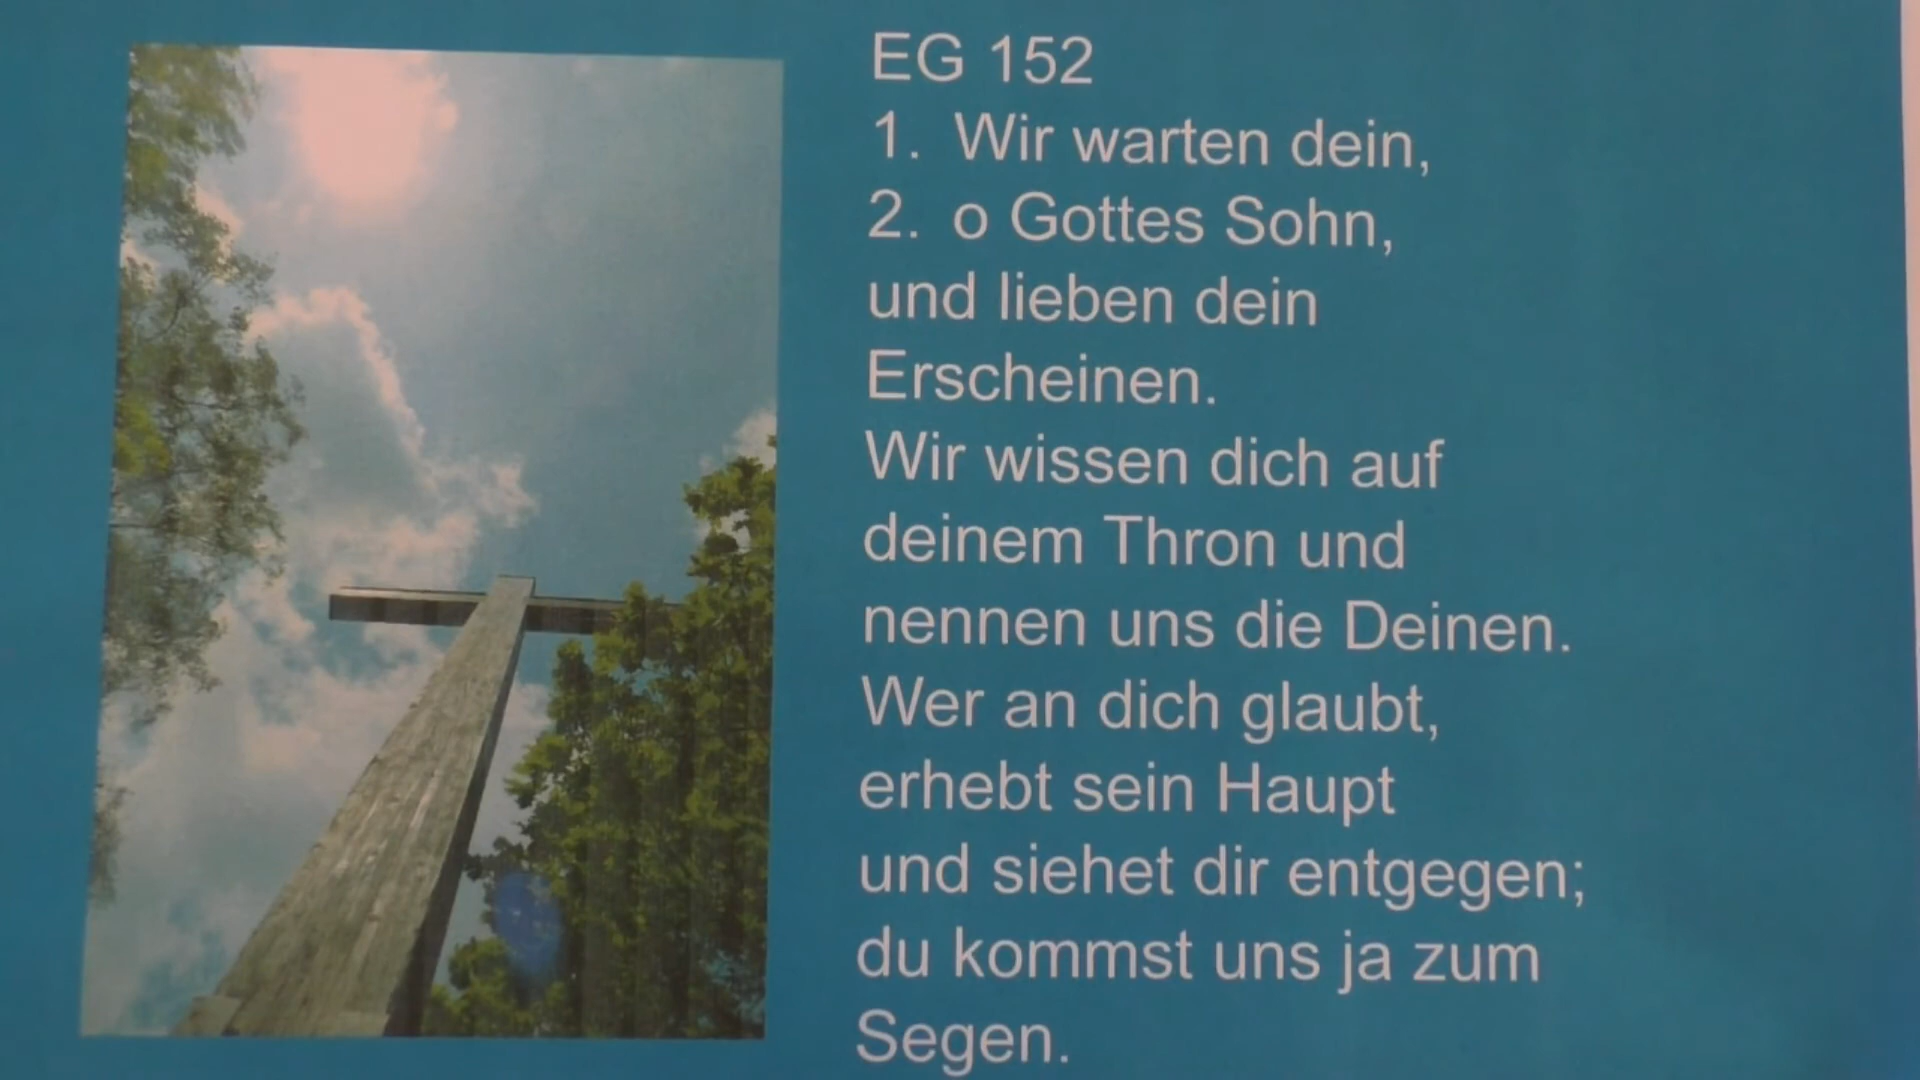 EG 152
1. Wir warten dein,
2. o Gottes Sohn,
und lieben dein
Erscheinen.
Wir wissen dich auf
deinem Thron und
nennen uns die Deinen.
Wer an dich glaubt,
erhebt sein Haupt
und siehet dir entgegen;
du kommst uns ja zum
Segen.